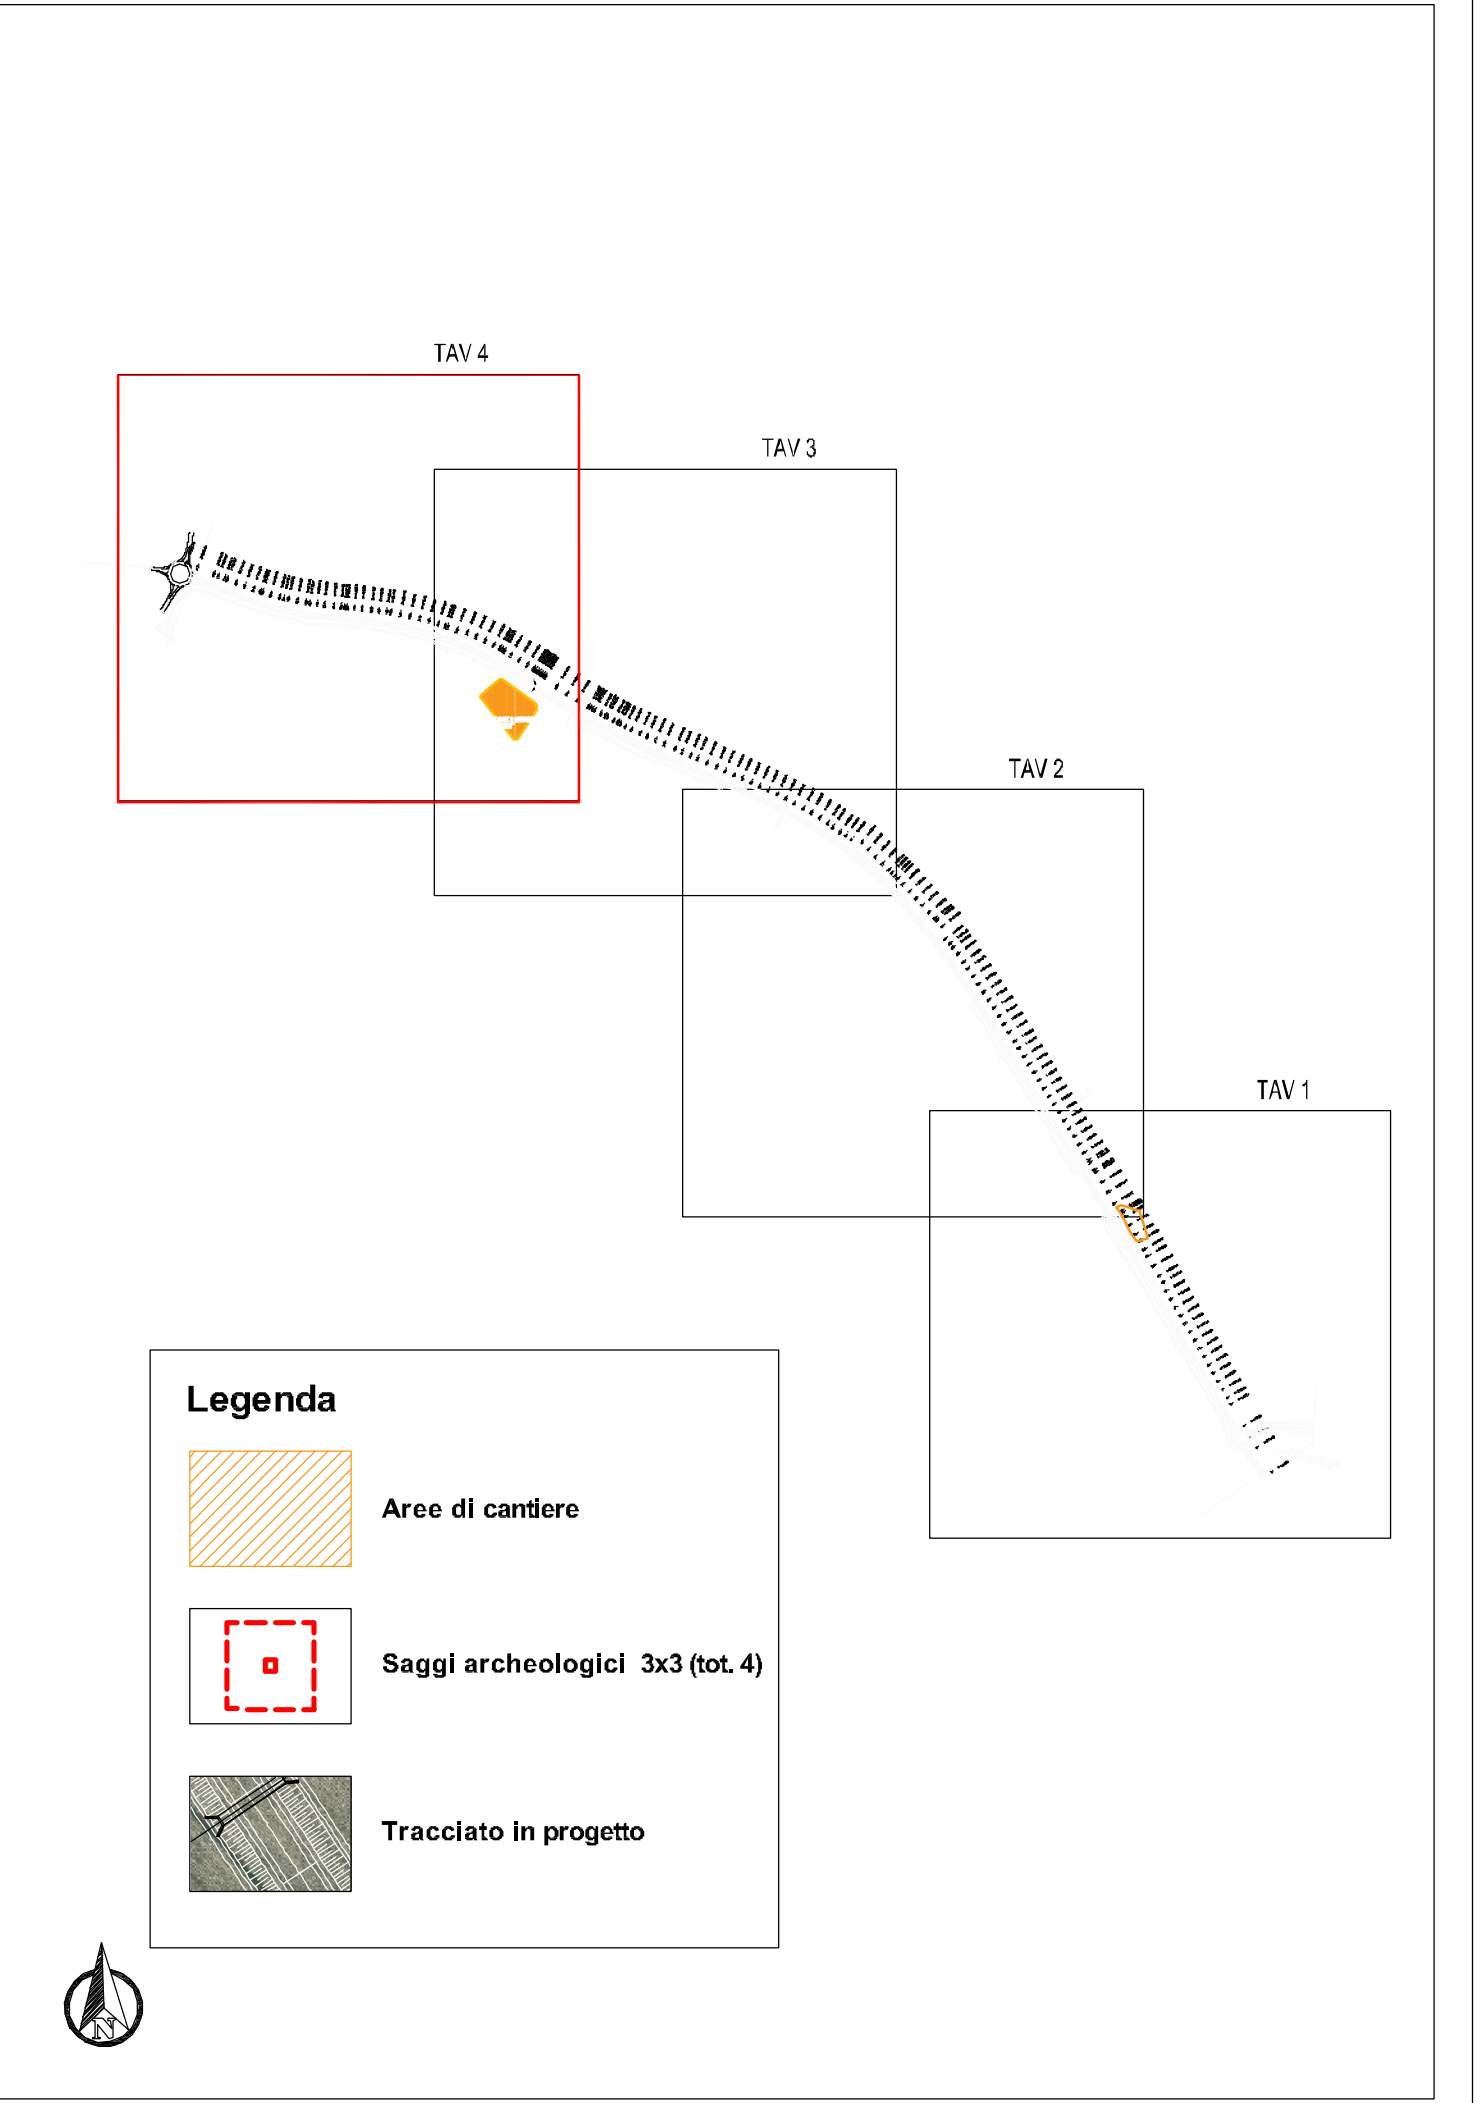 TAV 4
TAV 3
TAV 2
TAV 1
Legenda
Aree di cantiere
Saggi archeologici 3x3 (tot. 4)
Tracciato in progetto
N